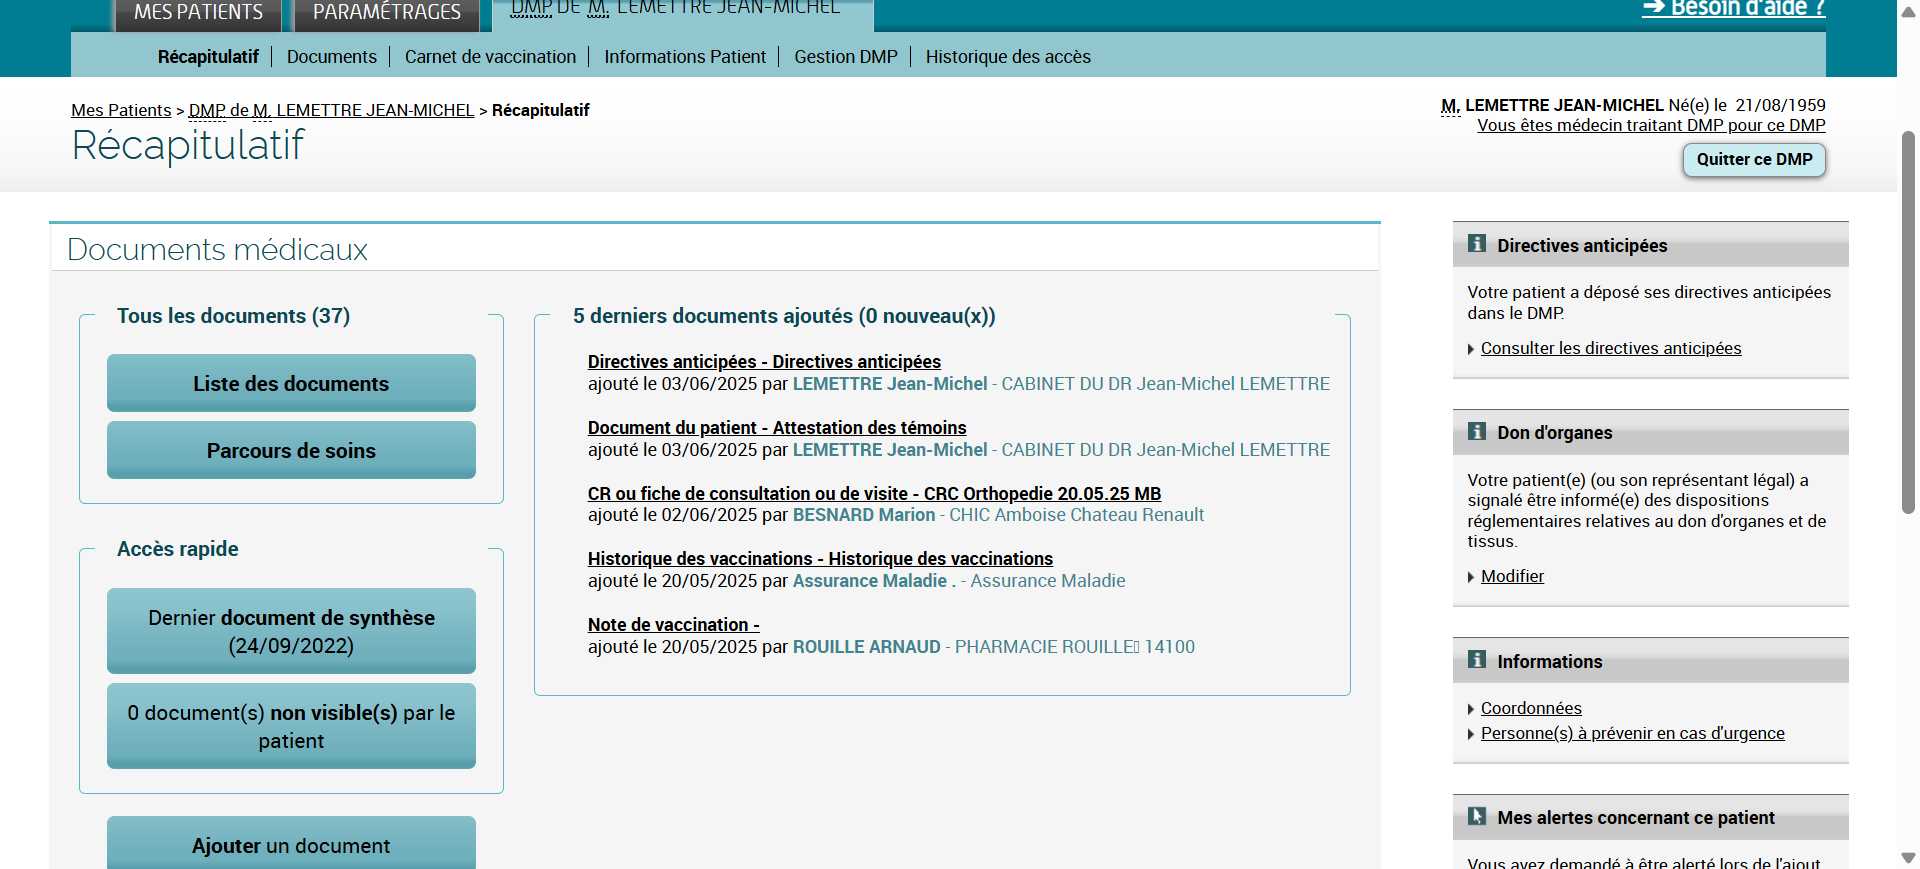 MES PATIENTS
PARAMÉTRAGES
DMP DE M. LEMETTRE JEAN-MICHEL
➔ Besoin d'aide ?
Récapitulatif
Documents
Carnet de vaccination
Informations Patient
Gestion DMP
Historique des accès
Mes Patients > DMP de M. LEMETTRE JEAN-MICHEL > Récapitulatif
Récapitulatif
M. LEMETTRE JEAN-MICHEL Né(e) le 21/08/1959
Vous êtes médecin traitant DMP pour ce DMP
Quitter ce DMP
Documents médicaux
Tous les documents (37)
Liste des documents
Parcours de soins
Accès rapide
Dernier document de synthèse
(24/09/2022)
0 document(s) non visible(s) par le
patient
Ajouter un document
5 derniers documents ajoutés (0 nouveau(x))
Directives anticipées - Directives anticipées
ajouté le 03/06/2025 par LEMETTRE Jean-Michel - CABINET DU DR Jean-Michel LEMETTRE
Document du patient - Attestation des témoins
ajouté le 03/06/2025 par LEMETTRE Jean-Michel - CABINET DU DR Jean-Michel LEMETTRE
CR ou fiche de consultation ou de visite - CRC Orthopedie 20.05.25 MB
ajouté le 02/06/2025 par BESNARD Marion - CHIC Amboise Chateau Renault
Historique des vaccinations - Historique des vaccinations
ajouté le 20/05/2025 par Assurance Maladie . - Assurance Maladie
Note de vaccination -
ajouté le 20/05/2025 par ROUILLE ARNAUD - PHARMACIE ROUILLE▯ 14100
Directives anticipées
Votre patient a déposé ses directives anticipées
dans le DMP.
Consulter les directives anticipées
Don d'organes
Votre patient(e) (ou son représentant légal) a
signalé être informé(e) des dispositions
réglementaires relatives au don d'organes et de
tissus.
Modifier
Informations
Coordonnées
Personne(s) à prévenir en cas d'urgence
Mes alertes concernant ce patient
Vous avez demandé à être alerté lors de l'ajout